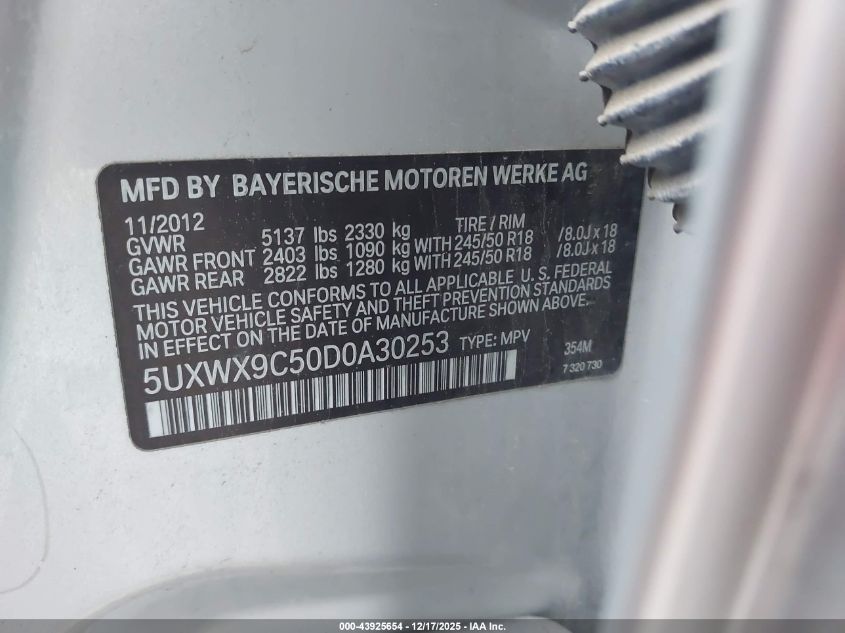 MFD BY BAYERISCHE MOTOREN WERKE AG
11/2012 TIRE / RIM
GVWR 5137 lbs 2330 kg
GAWR FRONT 2403 lbs 1090 kg WITH 245/50 R18 /8.0J x 18
GAWR REAR 2822 lbs 1280 kg WITH 245/50 R18 /8.0J x 18
THIS VEHICLE CONFORMS TO ALL APPLICABLE U. S. FEDERAL
MOTOR VEHICLE SAFETY AND THEFT PREVENTION STANDARDS
IN EFFECT ON THE DATE OF MANUFACTURE SHOWN ABOVE.
5UXWX9C50D0A30253 TYPE: MPV 354M
7 320 730
000-43925654 | 12/17/2025 - IAA Inc.